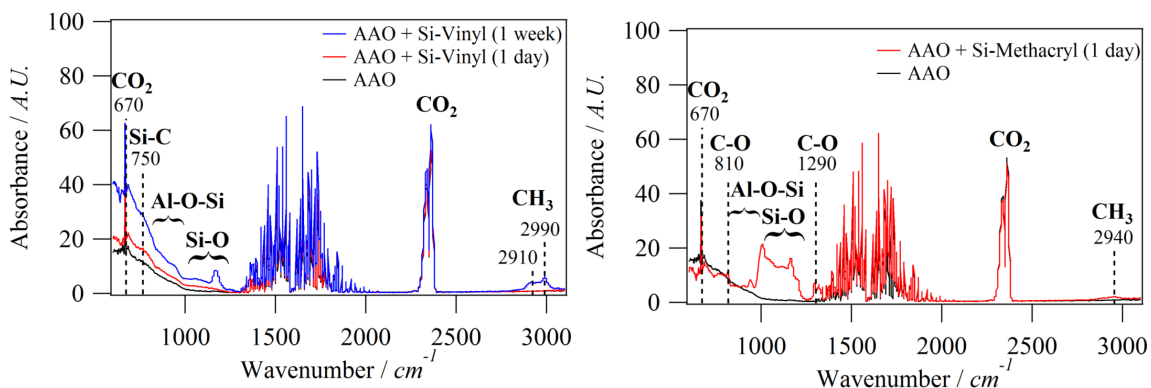 100
80
60
40
20
0
Absorbance / A.U.
AAO + Si-Vinyl (1 week)
AAO + Si-Vinyl (1 day)
AAO
CO2
670
Si-C
750
Al-O-Si
Si-O
CO2
CH3
2990
2910
1000
1500
2000
2500
3000
Wavenumber / cm-1
100
80
60
40
20
0
Absorbance / A.U.
AAO + Si-Methacryl (1 day)
AAO
CO2
670
C-O
810
C-O
1290
Al-O-Si
Si-O
CO2
CH3
2940
1000
1500
2000
2500
3000
Wavenumber / cm-1